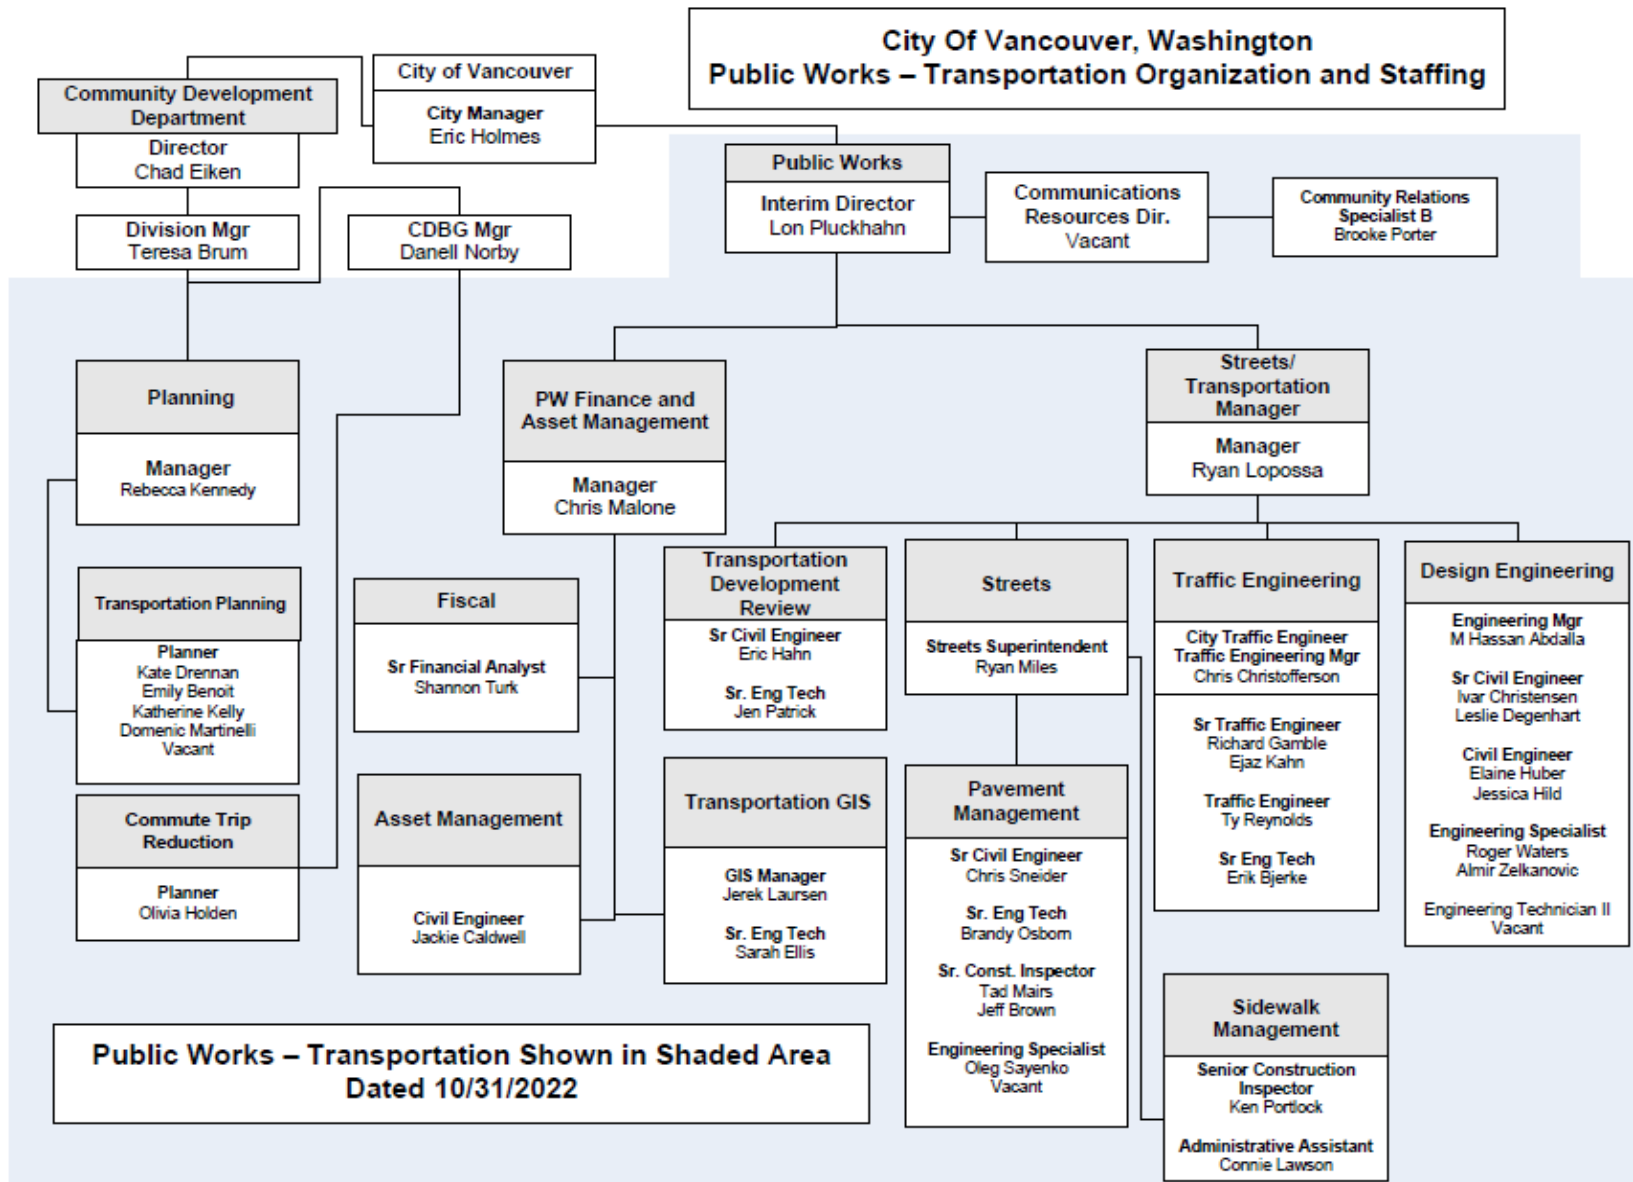 City Of Vancouver, Washington
Public Works – Transportation Organization and Staffing
City of Vancouver
City Manager
Eric Holmes
Community Development
Department
Director
Chad Eiken
Division Mgr
Teresa Brum
CDBG Mgr
Danell Norby
Public Works
Interim Director
Lon Pluckhahn
Communications
Resources Dir.
Vacant
Community Relations
Specialist B
Brooke Porter
Planning
Manager
Rebecca Kennedy
Transportation Planning
Planner
Kate Drennan
Emily Benoit
Katherine Kelly
Domenic Martinelli
Vacant
Commute Trip
Reduction
Planner
Olivia Holden
PW Finance and
Asset Management
Manager
Chris Malone
Fiscal
Sr Financial Analyst
Shannon Turk
Asset Management
Civil Engineer
Jackie Caldwell
Streets/
Transportation
Manager
Manager
Ryan Lopossa
Transportation
Development
Review
Sr Civil Engineer
Eric Hahn
Sr. Eng Tech
Jen Patrick
Transportation GIS
GIS Manager
Jerek Laursen
Sr. Eng Tech
Sarah Ellis
Streets
Streets Superintendent
Ryan Miles
Pavement
Management
Sr Civil Engineer
Chris Sneider
Sr. Eng Tech
Brandy Osborn
Sr. Const. Inspector
Tad Mairs
Jeff Brown
Engineering Specialist
Oleg Sayenko
Vacant
Traffic Engineering
City Traffic Engineer
Traffic Engineering Mgr
Chris Christofferson
Sr Traffic Engineer
Richard Gamble
Ejaz Kahn
Traffic Engineer
Ty Reynolds
Sr Eng Tech
Erik Bjerke
Design Engineering
Engineering Mgr
M Hassan Abdalla
Sr Civil Engineer
Ivar Christensen
Leslie Degenhart
Civil Engineer
Elaine Huber
Jessica Hild
Engineering Specialist
Roger Waters
Almir Zelkanovic
Engineering Technician II
Vacant
Sidewalk
Management
Senior Construction
Inspector
Ken Portlock
Administrative Assistant
Connie Lawson
Public Works – Transportation Shown in Shaded Area
Dated 10/31/2022